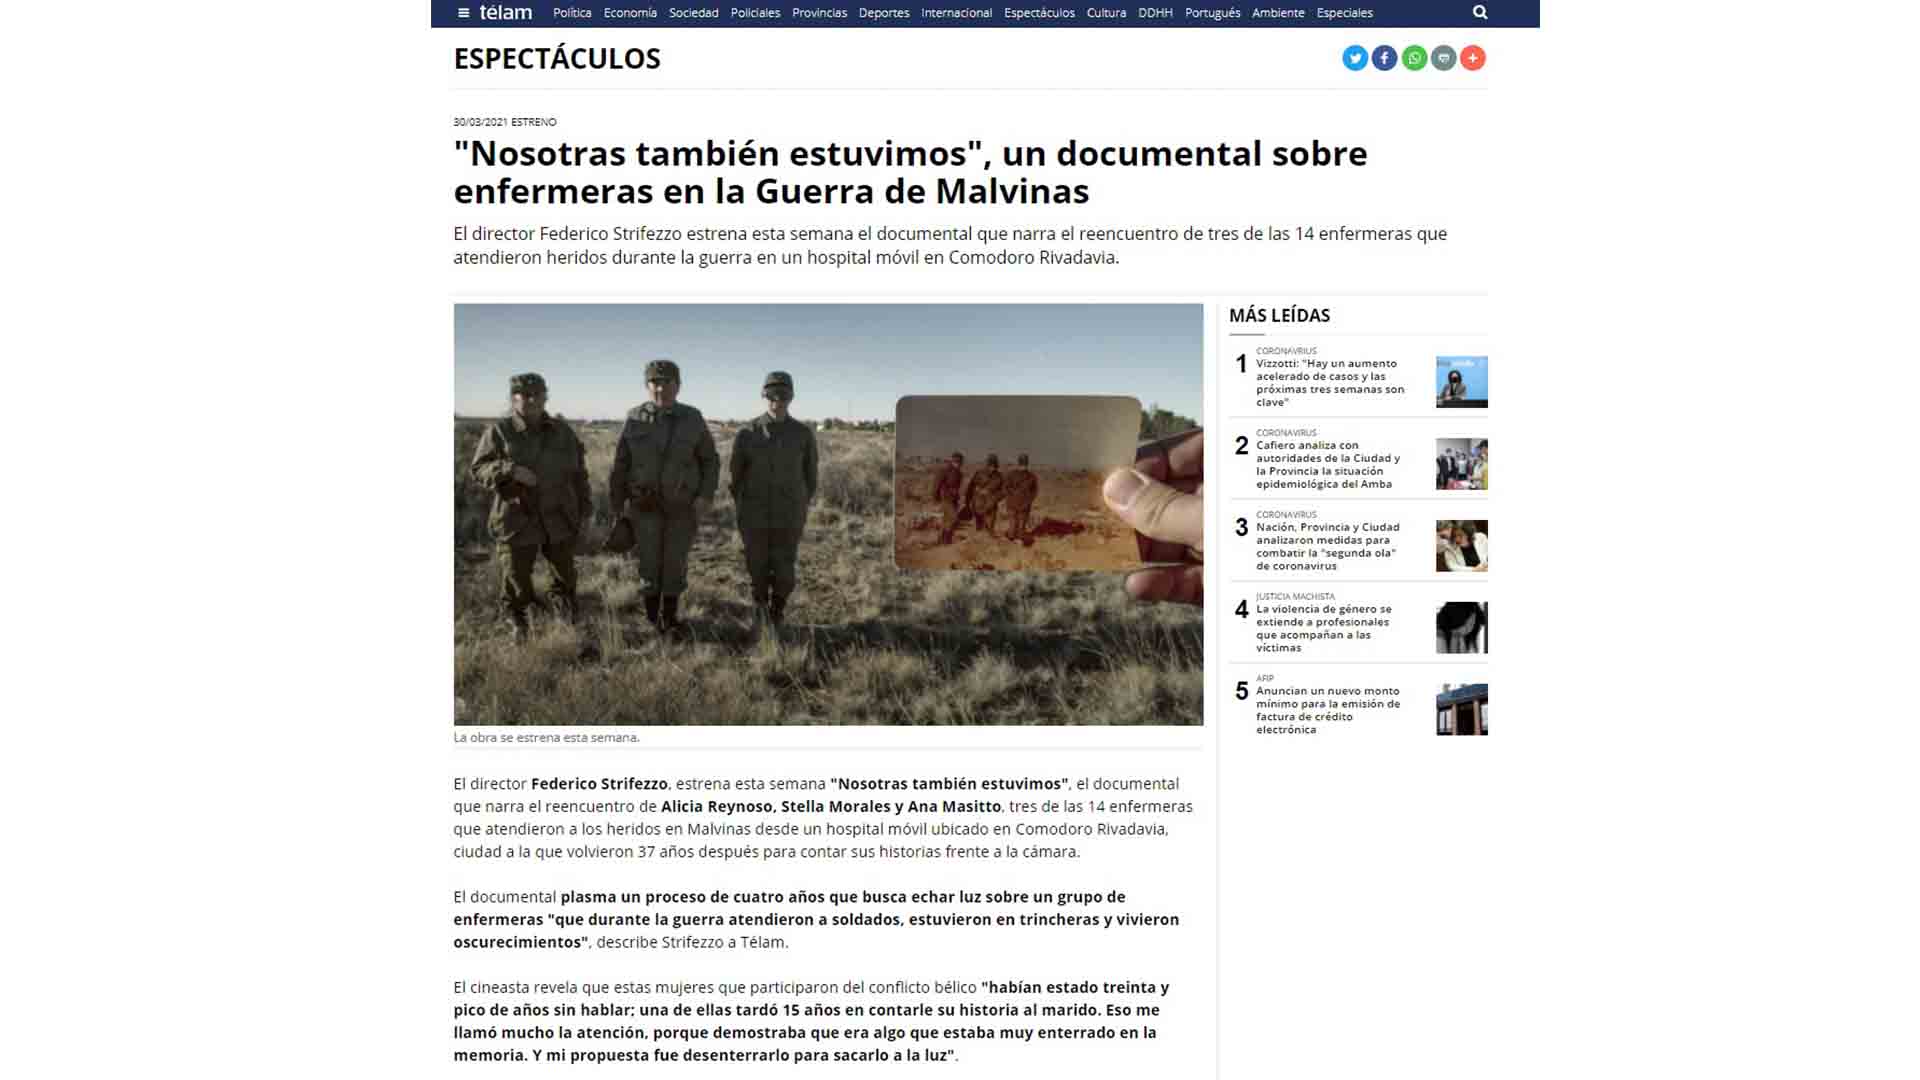 télam Política Economía Sociedad Policiales Provincias Deportes Internacional Espectáculos Cultura DDHH Portugués Ambiente Especiales
ESPECTÁCULOS
30/03/2021 ESTRENO
"Nosotras también estuvimos", un documental sobre
enfermeras en la Guerra de Malvinas
El director Federico Strifezzo estrena esta semana el documental que narra el reencuentro de tres de las 14 enfermeras que
atendieron heridos durante la guerra en un hospital móvil en Comodoro Rivadavia.
La obra se estrena esta semana.
El director Federico Strifezzo, estrena esta semana "Nosotras también estuvimos", el documental
que narra el reencuentro de Alicia Reynoso, Stella Morales y Ana Masitto, tres de las 14 enfermeras
que atendieron a los heridos en Malvinas desde un hospital móvil ubicado en Comodoro Rivadavia,
ciudad a la que volvieron 37 años después para contar sus historias frente a la cámara.
El documental plasma un proceso de cuatro años que busca echar luz sobre un grupo de
enfermeras "que durante la guerra atendieron a soldados, estuvieron en trincheras y vivieron
oscurecimientos", describe Strifezzo a Télam.
El cineasta revela que estas mujeres que participaron del conflicto bélico "habían estado treinta y
pico de años sin hablar; una de ellas tardó 15 años en contarle su historia al marido. Eso me
llamó mucho la atención, porque demostraba que era algo que estaba muy enterrado en la
memoria. Y mi propuesta fue desenterrarlo para sacarlo a la luz".
MÁS LEÍDAS
1
CORONAVRIUS
Vizzotti: "Hay un aumento
acelerado de casos y las
próximas tres semanas son
clave"
2
CORONAVIRUS
Cafiero analiza con
autoridades de la Ciudad y
la Provincia la situación
epidemiológica del Amba
3
CORONAVIRUS
Nación, Provincia y Ciudad
analizaron medidas para
combatir la "segunda ola"
de coronavirus
4
JUSTICIA MACHISTA
La violencia de género se
extiende a profesionales
que acompañan a las
víctimas
5
AFIP
Anuncian un nuevo monto
mínimo para la emisión de
factura de crédito
electrónica